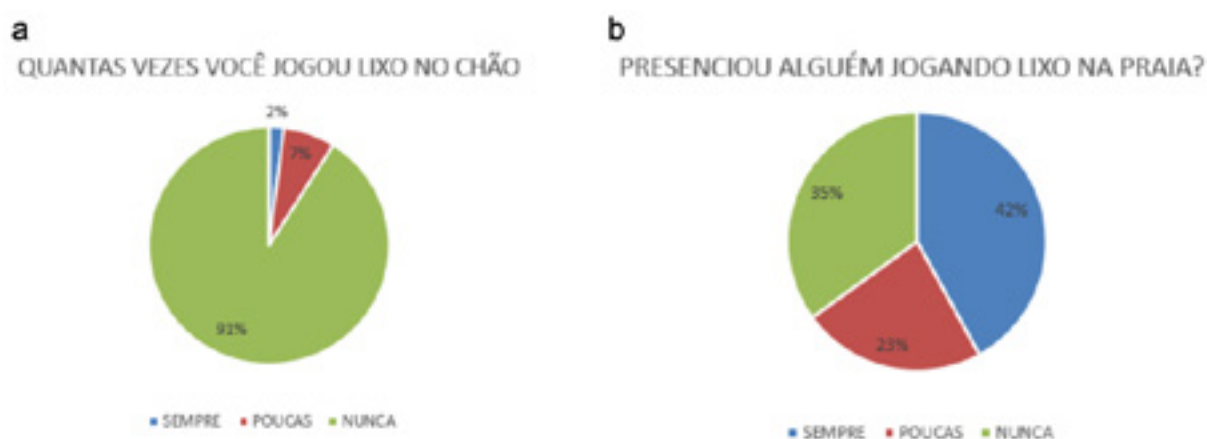 a
QUANTAS VEZES VOCÊ JOGOU LIXO NO CHÃO
2%
7%
91%
SEMPRE POUCAS NUNCA
b
PRESENCIOU ALGUÉM JOGANDO LIXO NA PRAIA?
35%
42%
23%
SEMPRE POUCAS NUNCA